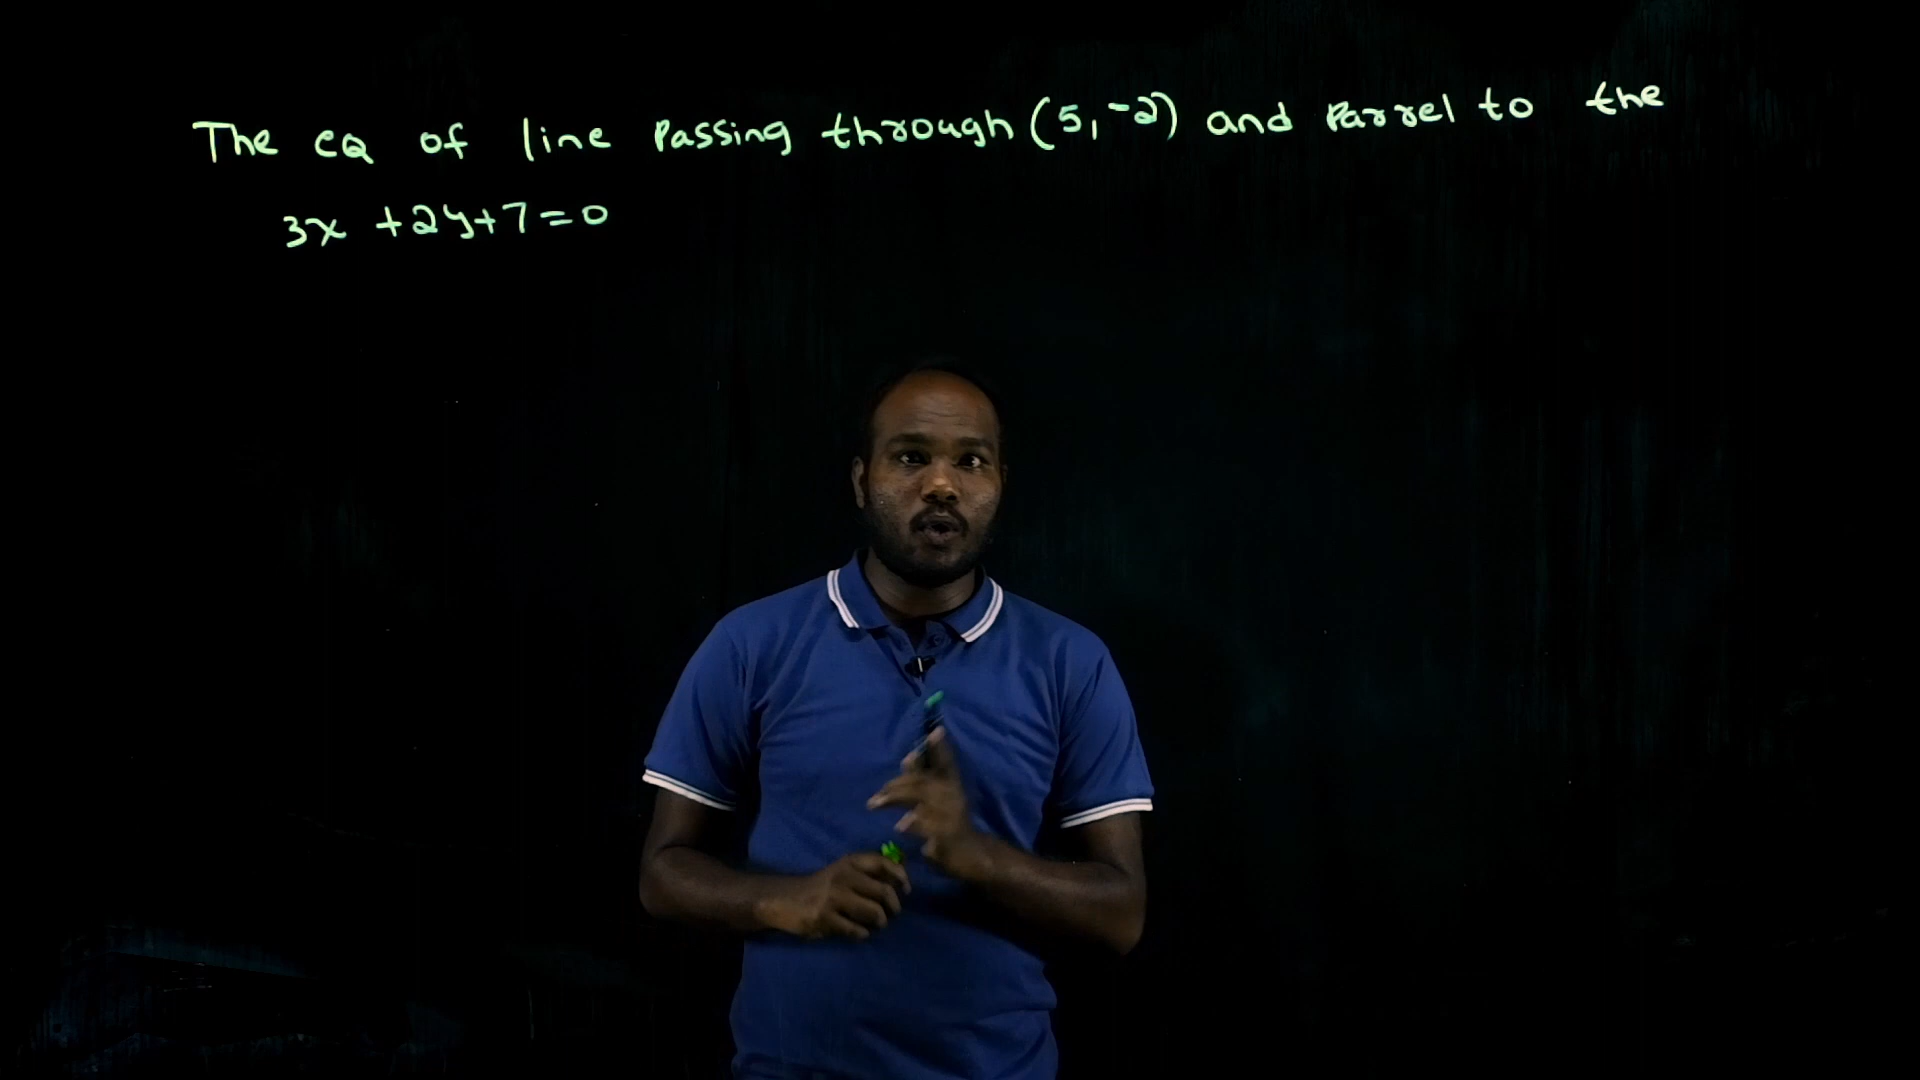 The eq of line Passing through (5, -2) and Parrel to the
3x + 2y + 7 = 0